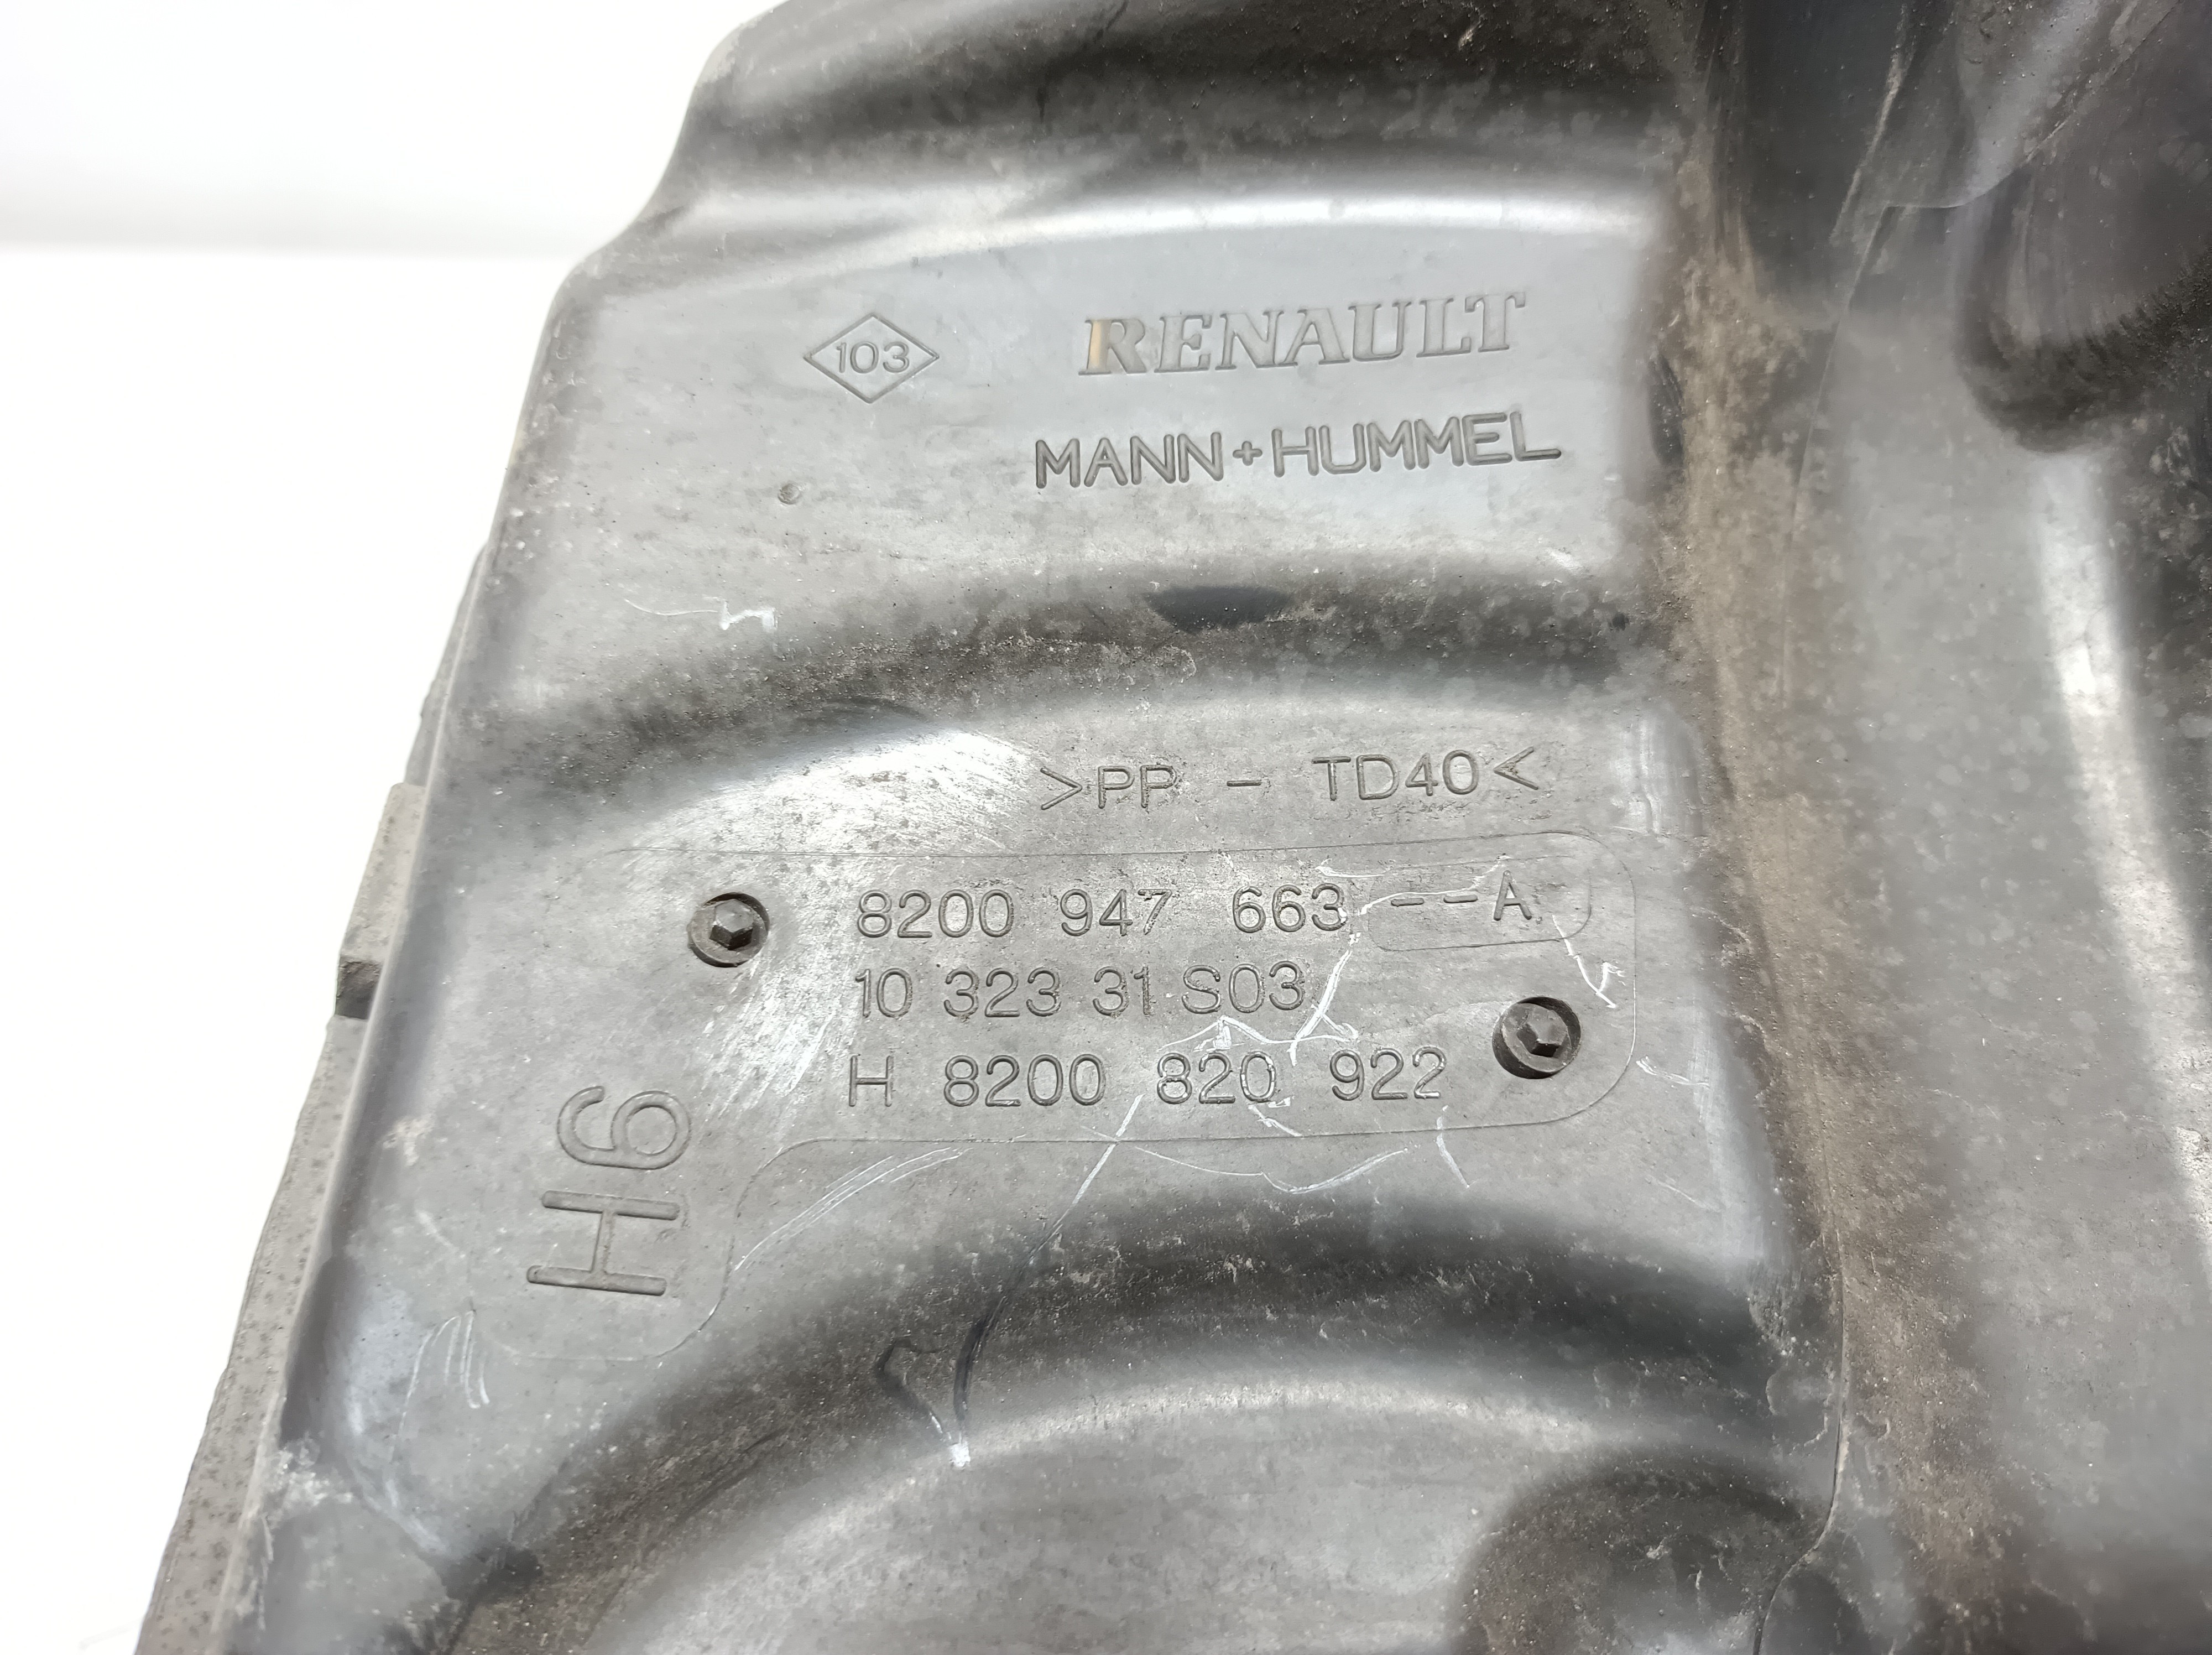 103
RENAULT
MANN+HUMMEL
>PP - TD40<
8200 947 663 --A
10 323 31 S03
H 8200 820 922
H6